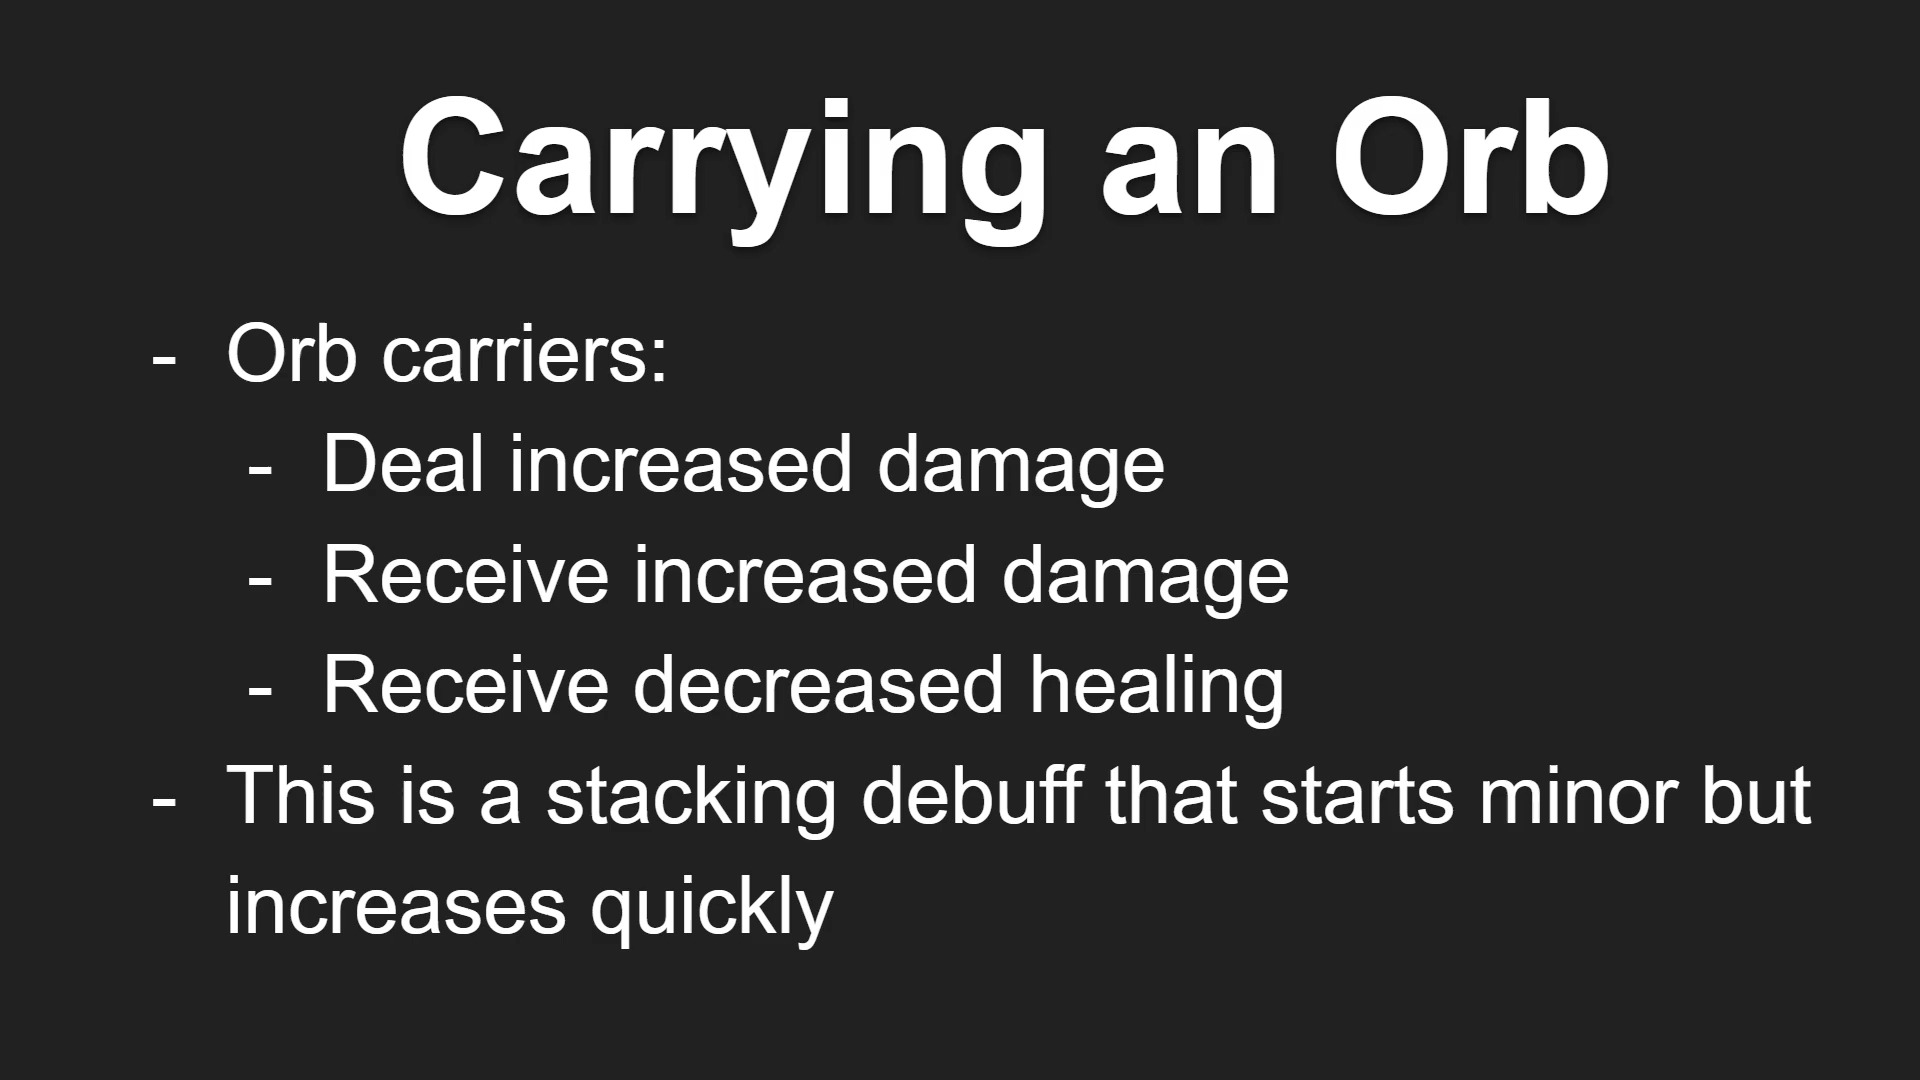 Carrying an Orb
- Orb carriers:
- Deal increased damage
- Receive increased damage
- Receive decreased healing
- This is a stacking debuff that starts minor but
increases quickly